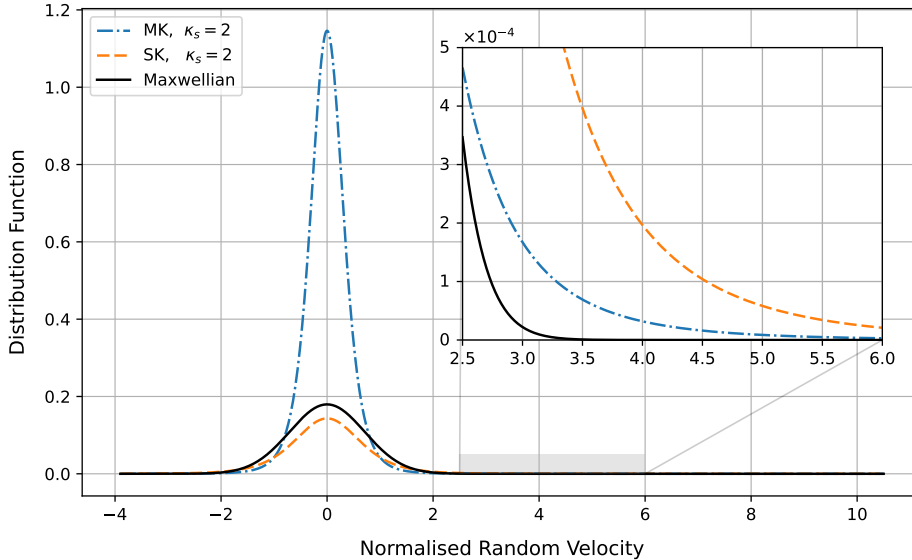 1.2
1.0
0.8
0.6
0.4
0.2
0.0
Distribution Function
MK, κₛ = 2
SK, κₛ = 2
Maxwellian
×10⁻⁴
5
4
3
2
1
0
2.5 3.0 3.5 4.0 4.5 5.0 5.5 6.0
−4 −2 0 2 4 6 8 10
Normalised Random Velocity